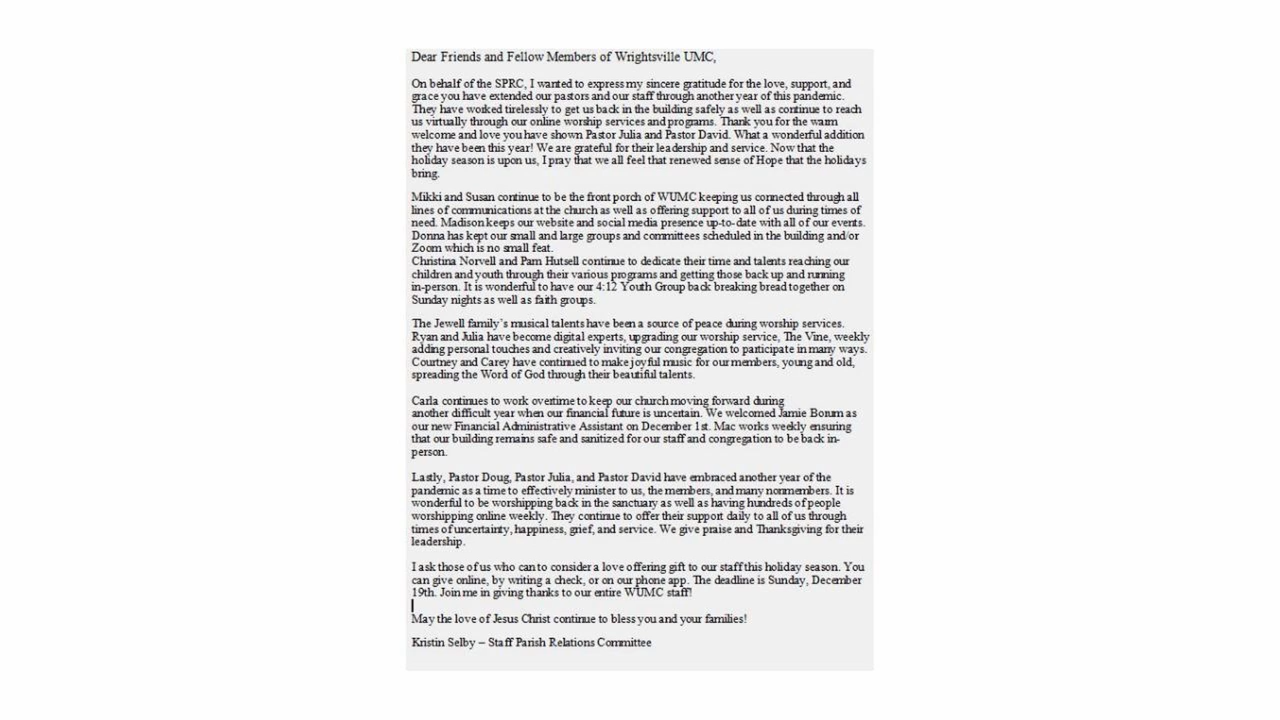 Dear Friends and Fellow Members of Wrightsville UMC,
On behalf of the SPRC, I wanted to express my sincere gratitude for the love, support, and
grace you have extended our pastors and our staff through another year of this pandemic.
They have worked tirelessly to get us back in the building safely as well as continue to reach
us virtually through our online worship services and programs. Thank you for the warm
welcome and love you have shown Pastor Julia and Pastor David. What a wonderful addition
they have been this year! We are grateful for their leadership and service. Now that the
holiday season is upon us, I pray that we all feel that renewed sense of Hope that the holidays
bring.
Mikki and Susan continue to be the front porch of WUMC keeping us connected through all
lines of communications at the church as well as offering support to all of us during times of
need. Madison keeps our website and social media presence up-to-date with all of our events.
Donna has kept our small and large groups and committees scheduled in the building and/or
Zoom which is no small feat.
Christina Norvell and Pam Hutsell continue to dedicate their time and talents reaching our
children and youth through their various programs and getting those back up and running
in-person. It is wonderful to have our 4:12 Youth Group back breaking bread together on
Sunday nights as well as faith groups.
The Jewell family's musical talents have been a source of peace during worship services.
Ryan and Julia have become digital experts, upgrading our worship service, The Vine, weekly
adding personal touches and creatively inviting our congregation to participate in many ways.
Courtney and Carey have continued to make joyful music for our members, young and old,
spreading the Word of God through their beautiful talents.
Carla continues to work overtime to keep our church moving forward during
another difficult year when our financial future is uncertain. We welcomed Jamie Borum as
our new Financial Administrative Assistant on December 1st. Mac works weekly ensuring
that our building remains safe and sanitized for our staff and congregation to be back in-
person.
Lastly, Pastor Doug, Pastor Julia, and Pastor David have embraced another year of the
pandemic as a time to effectively minister to us, the members, and many nonmembers. It is
wonderful to be worshipping back in the sanctuary as well as having hundreds of people
worshipping online weekly. They continue to offer their support daily to all of us through
times of uncertainty, happiness, grief, and service. We give praise and Thanksgiving for their
leadership.
I ask those of us who can to consider a love offering gift to our staff this holiday season. You
can give online, by writing a check, or on our phone app. The deadline is Sunday, December
19th. Join me in giving thanks to our entire WUMC staff!
May the love of Jesus Christ continue to bless you and your families!
Kristin Selby – Staff Parish Relations Committee